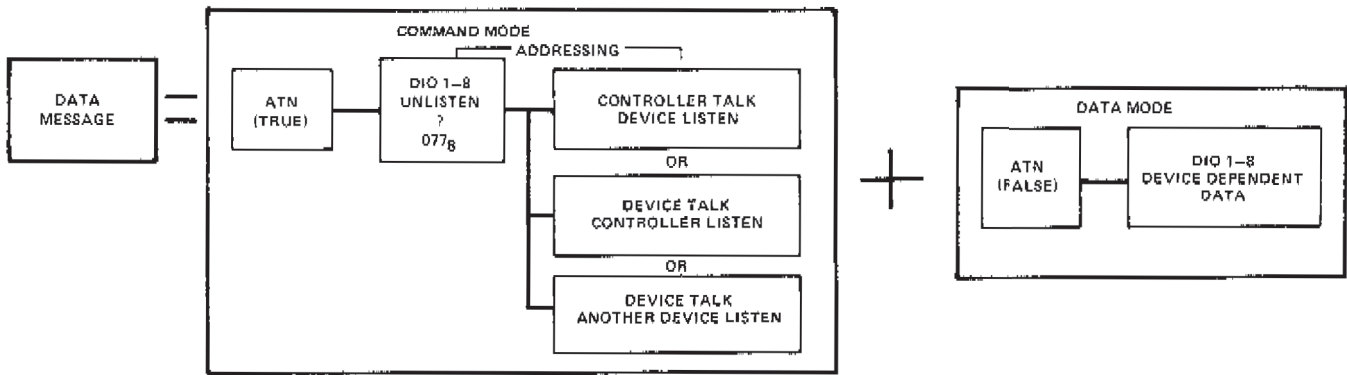 DATA
MESSAGE
=
COMMAND MODE
ADDRESSING
ATN
(TRUE)
DIO 1–8
UNLISTEN
?
077₈
CONTROLLER TALK
DEVICE LISTEN
OR
DEVICE TALK
CONTROLLER LISTEN
OR
DEVICE TALK
ANOTHER DEVICE LISTEN
+
DATA MODE
ATN
(FALSE)
DIO 1–8
DEVICE DEPENDENT
DATA